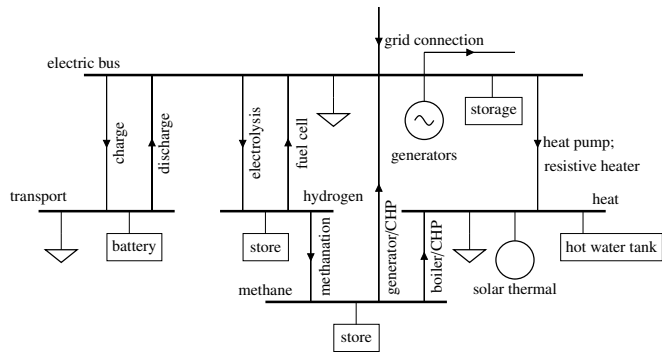 grid connection
electric bus
storage
generators
heat pump;
resistive heater
charge
discharge
electrolysis
fuel cell
transport
hydrogen
heat
battery
store
methanation
generator/CHP
boiler/CHP
hot water tank
solar thermal
methane
store